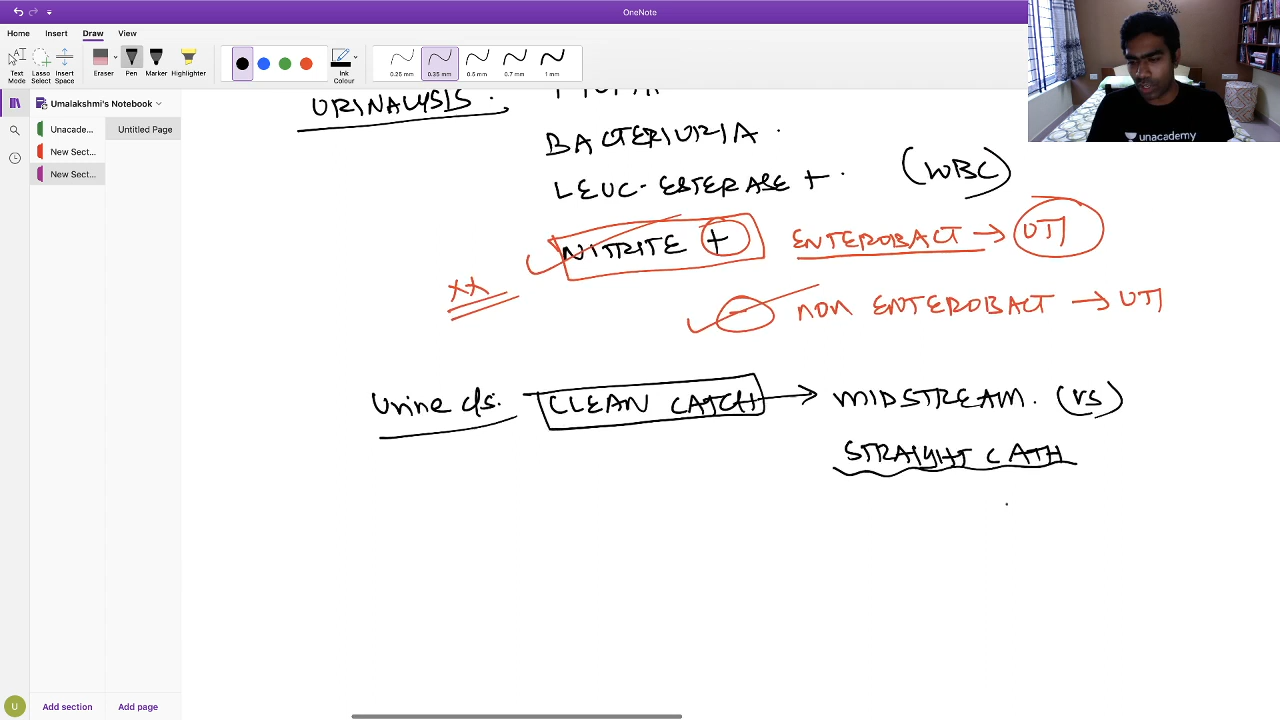 OneNote
Home Insert Draw View
Text Mode
Lasso Select
Insert Space
Eraser
Pen
Marker
Highlighter
Ink Colour
0.25 mm
0.35 mm
0.5 mm
0.7 mm
1 mm
Umalakshmi's Notebook
Unacade...
Untitled Page
New Sect...
New Sect...
unacademy
URINALYSIS.
BACTERIURIA.
LEUC-ESTERASE + (WBC)
NITRITE + ENTEROBACT → UTI
XX
- NON ENTEROBACT → UTI
Urine c/s. CLEAN CATCH → MIDSTREAM. (vs)
STRAIGHT CATH
U
Add section
Add page